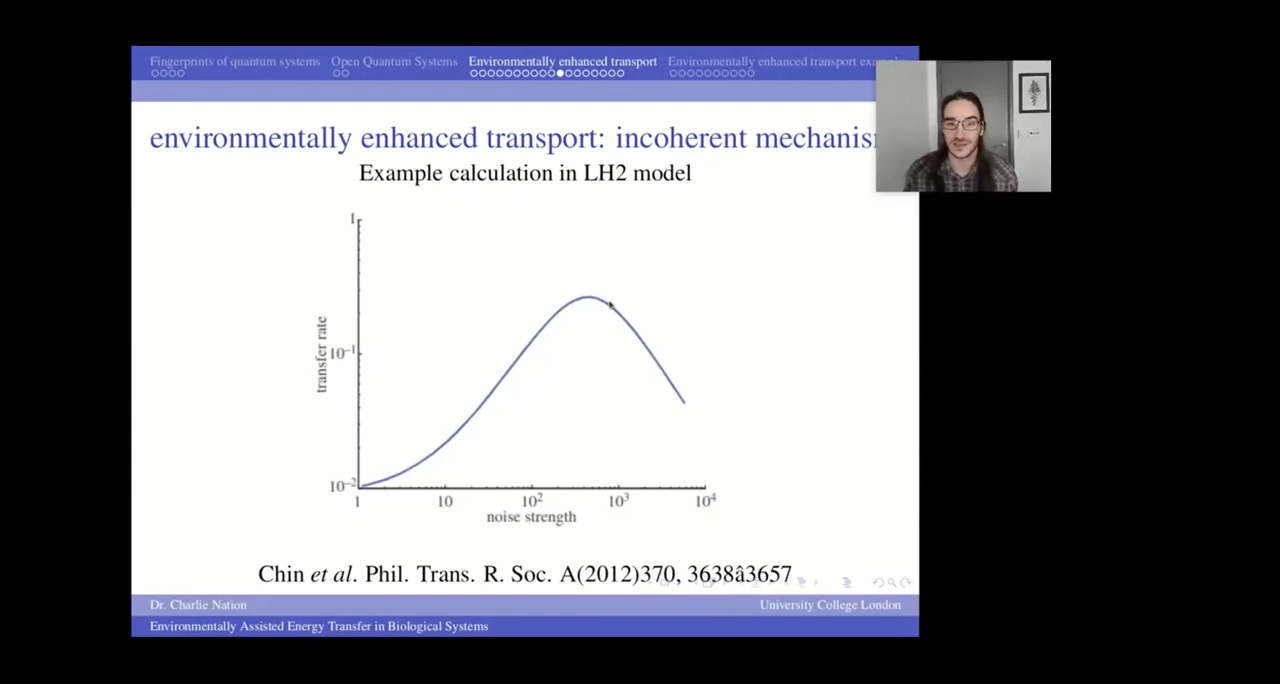 Fingerprints of quantum systems Open Quantum Systems Environmentally enhanced transport Environmentally enhanced transport
environmentally enhanced transport: incoherent mechanis
Example calculation in LH2 model
1
10⁻¹
10⁻²
transfer rate
1 10 10² 10³ 10⁴
noise strength
Chin et al. Phil. Trans. R. Soc. A(2012)370, 3638â3657
Dr. Charlie Nation University College London
Environmentally Assisted Energy Transfer in Biological Systems